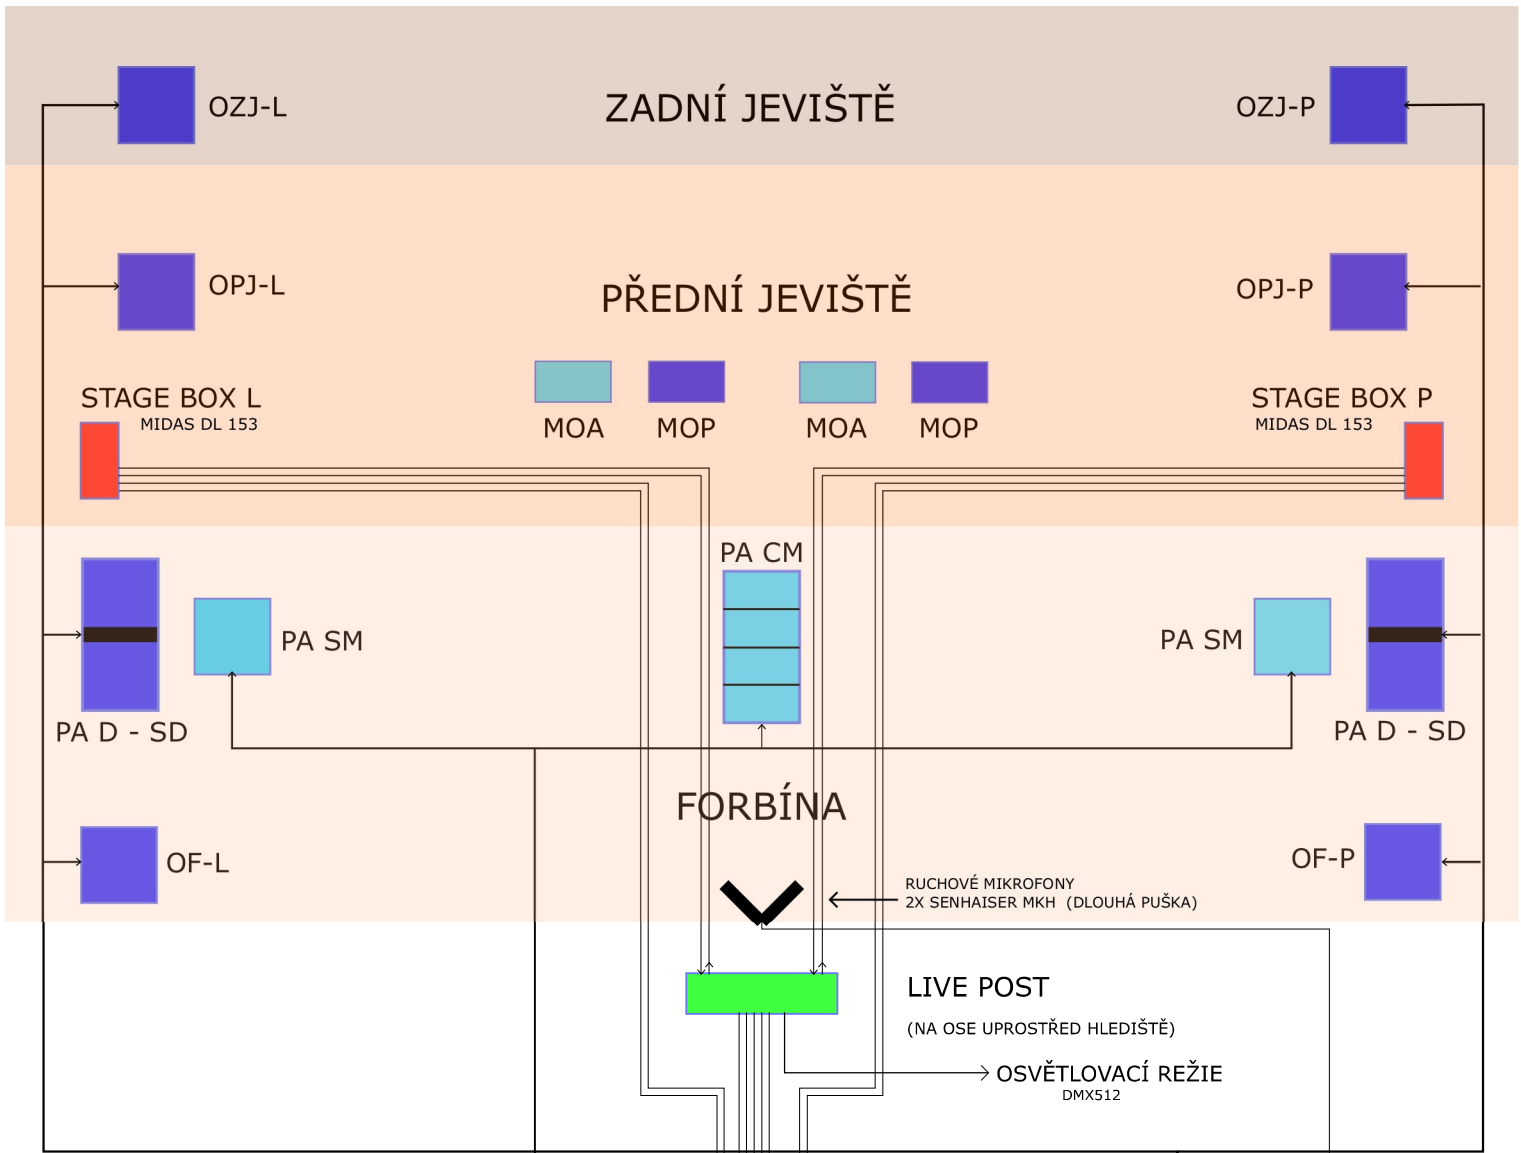 OZJ-L
ZADNÍ JEVIŠTĚ
OZJ-P
OPJ-L
PŘEDNÍ JEVIŠTĚ
OPJ-P
STAGE BOX L
MIDAS DL 153
MOA
MOP
MOA
MOP
STAGE BOX P
MIDAS DL 153
PA CM
PA SM
PA SM
PA D - SD
PA D - SD
FORBÍNA
OF-L
OF-P
RUCHOVÉ MIKROFONY
2X SENHAISER MKH (DLOUHÁ PUŠKA)
LIVE POST
(NA OSE UPROSTŘED HLEDIŠTĚ)
OSVĚTLOVACÍ REŽIE
DMX512